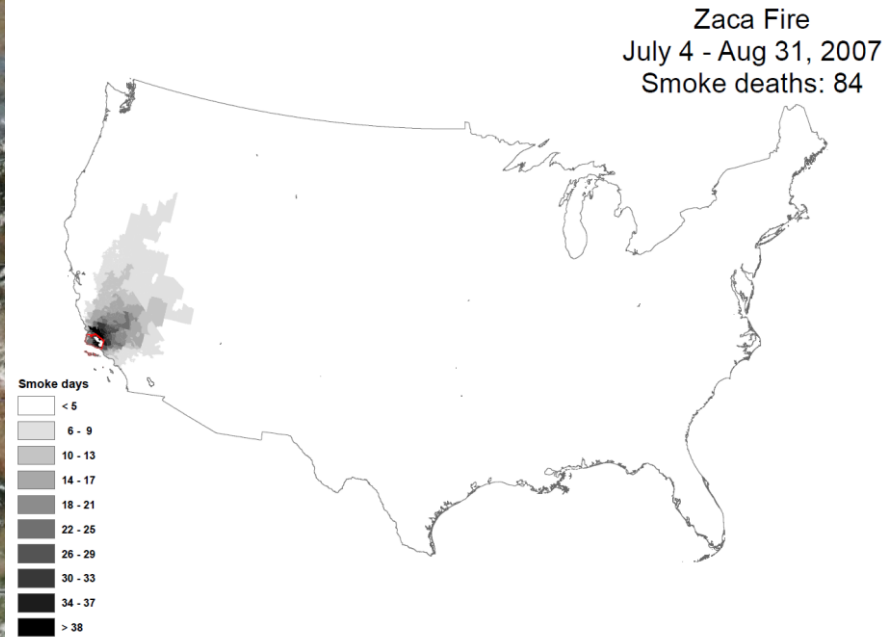 Zaca Fire
July 4 - Aug 31, 2007
Smoke deaths: 84
Smoke days
< 5
6 - 9
10 - 13
14 - 17
18 - 21
22 - 25
26 - 29
30 - 33
34 - 37
> 38